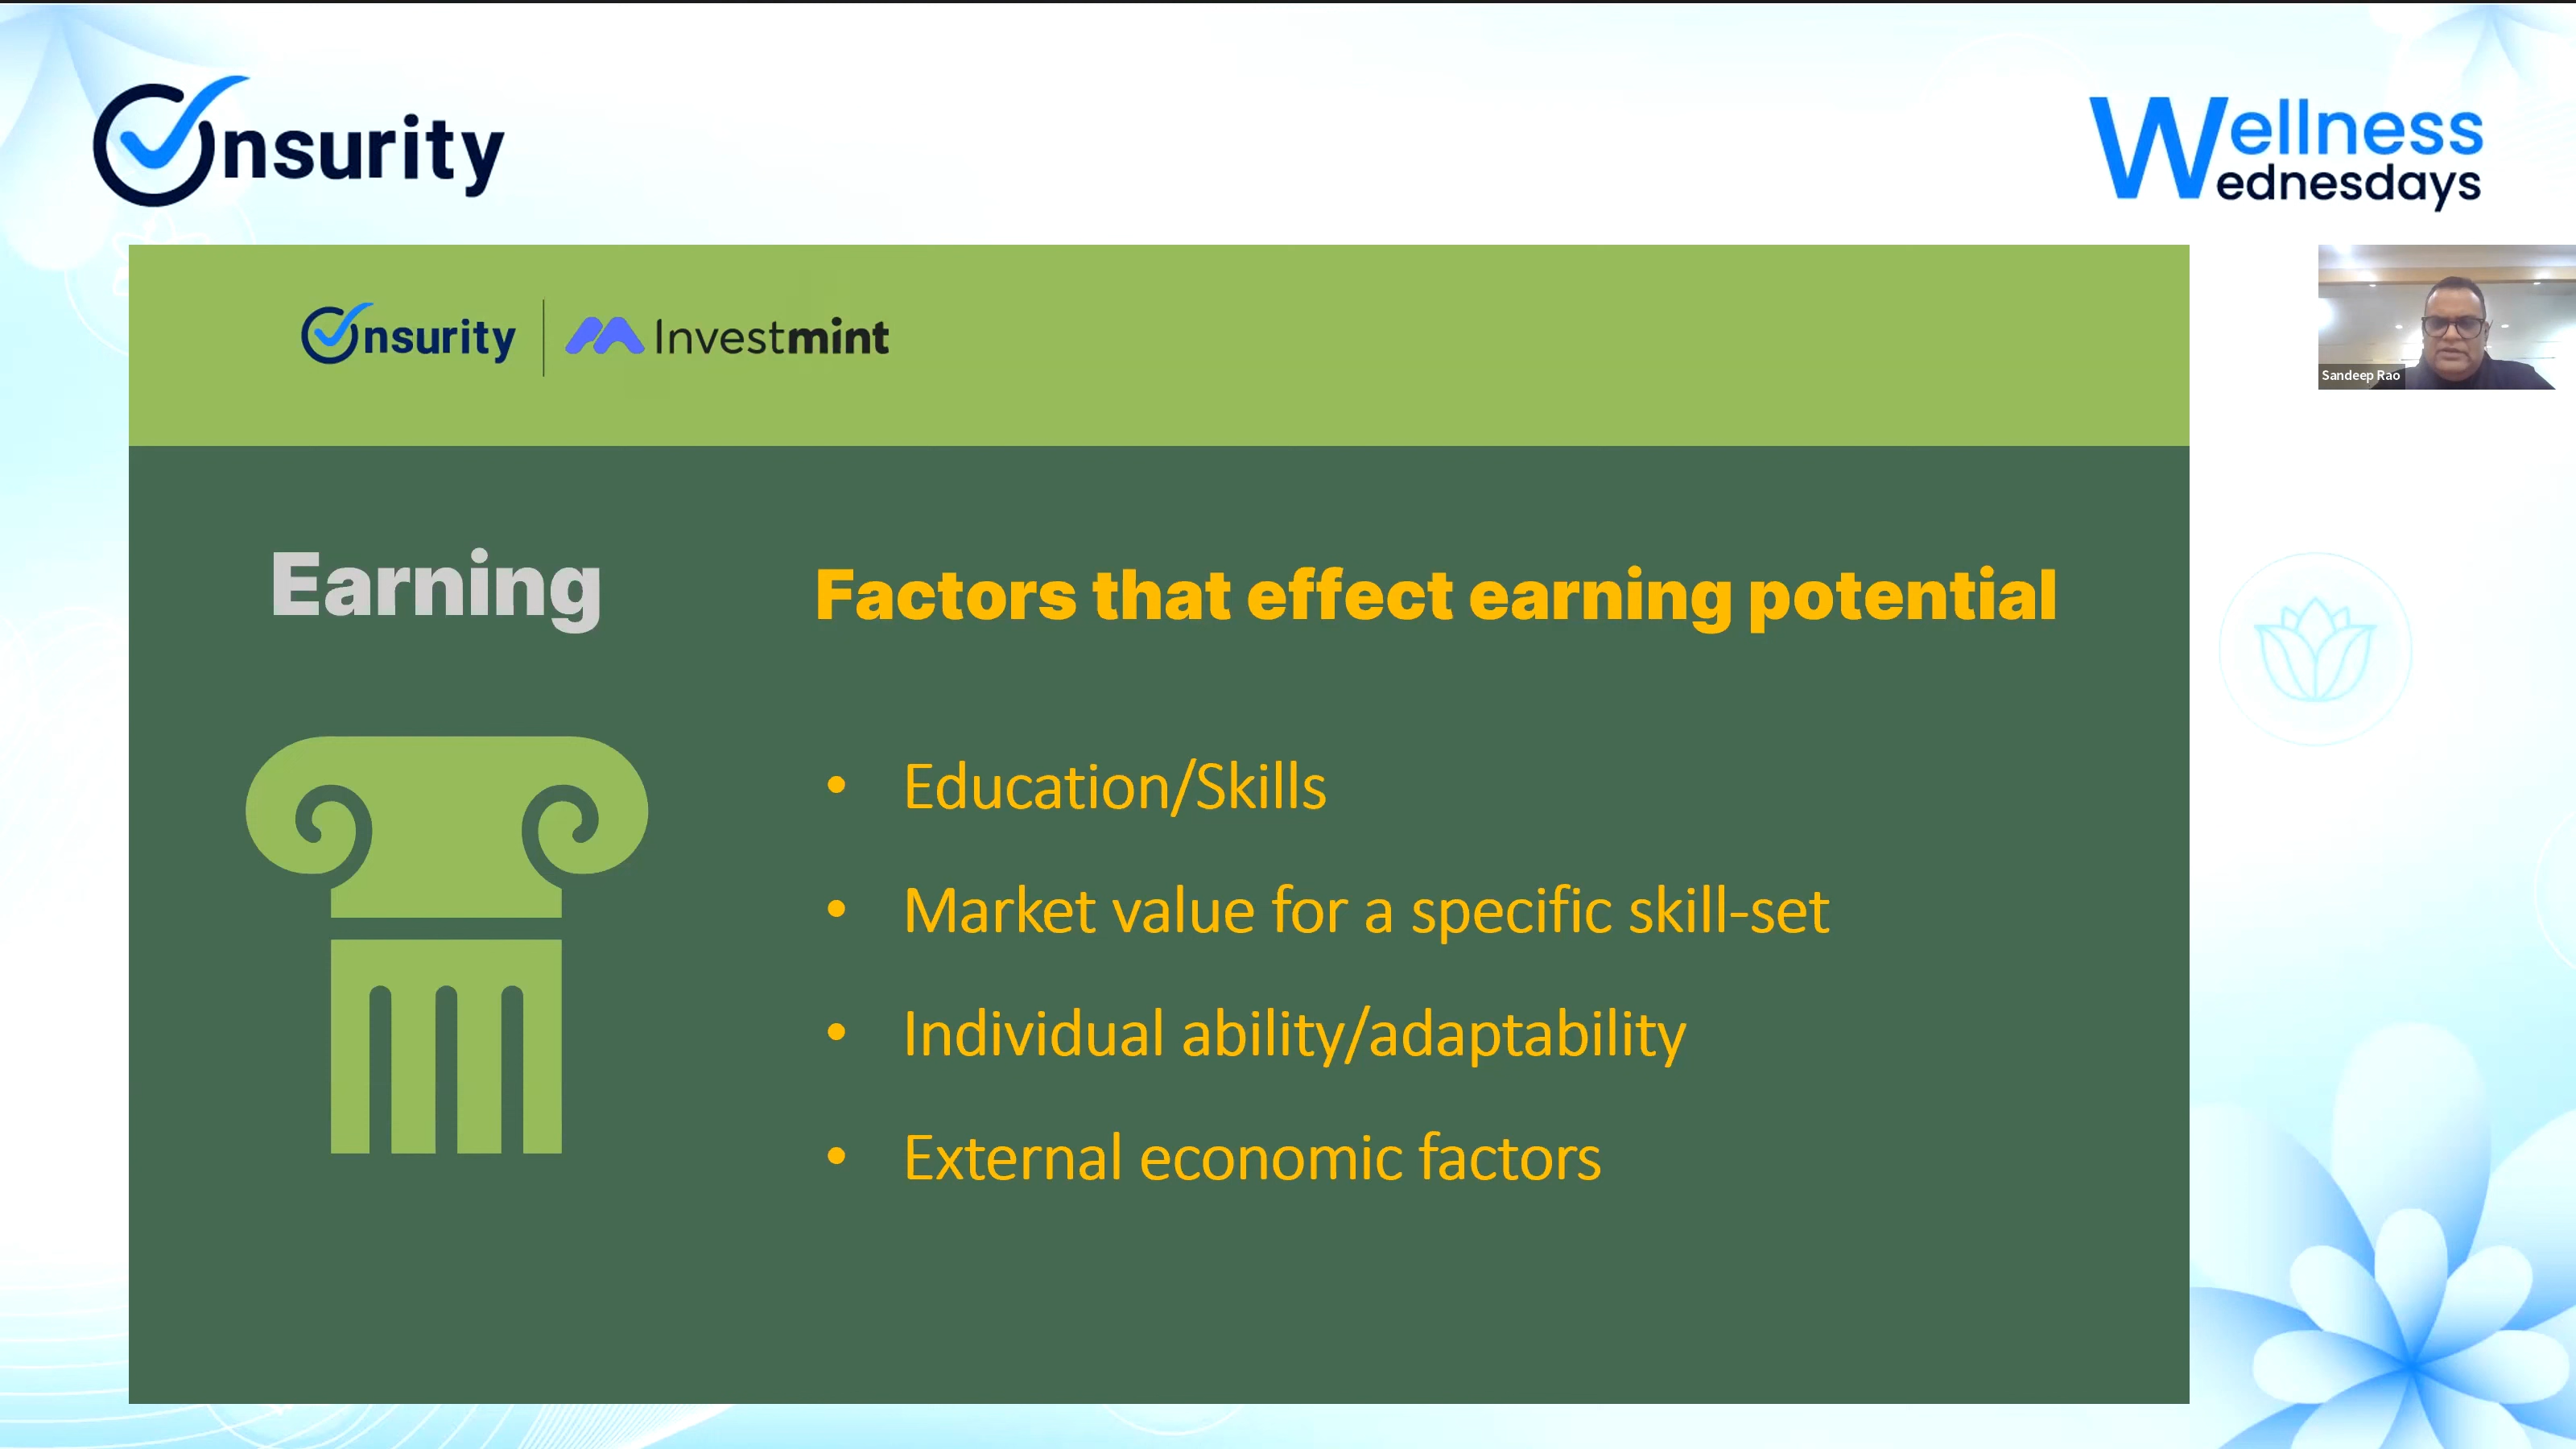 Onsurity
Wellness
Wednesdays
Onsurity | Investmint
Sandeep Rao
Earning
Factors that effect earning potential
• Education/Skills
• Market value for a specific skill-set
• Individual ability/adaptability
• External economic factors